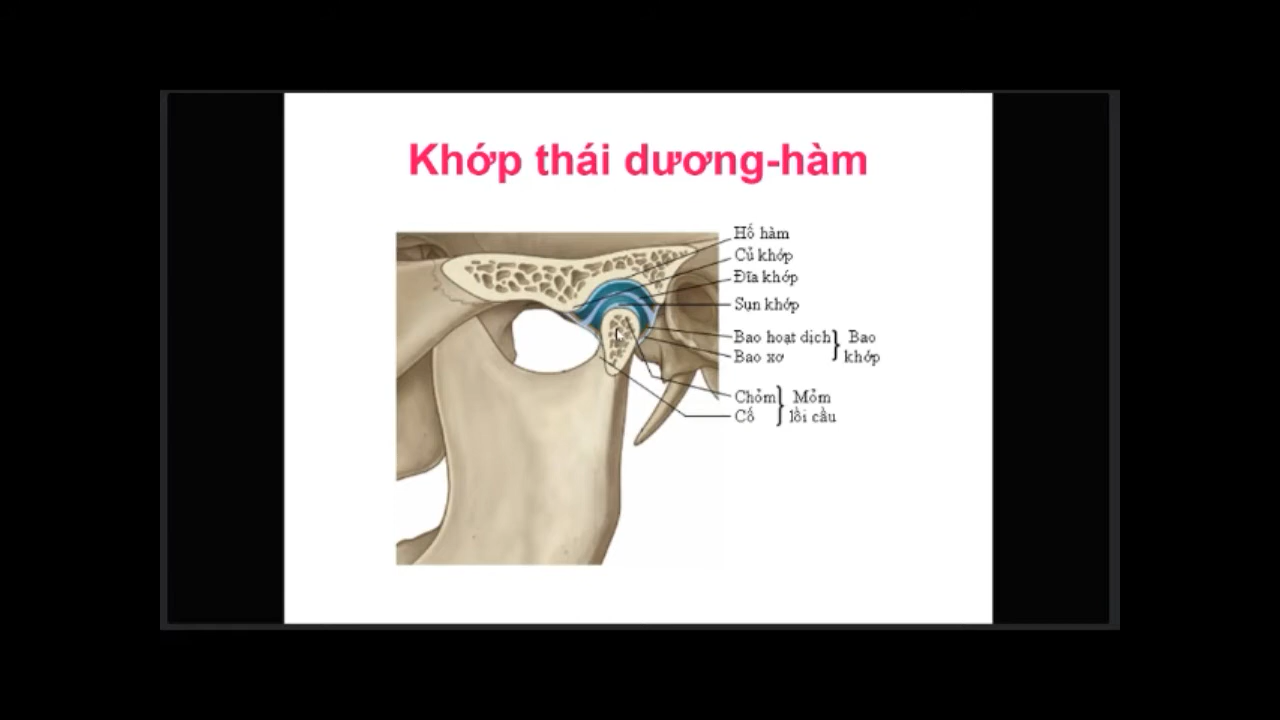 Khớp thái dương-hàm
Hố hàm
Củ khớp
Đĩa khớp
Sụn khớp
Bao hoạt dịch
Bao xơ
Bao
khớp
Chỏm
Cổ
Mỏm
lồi cầu